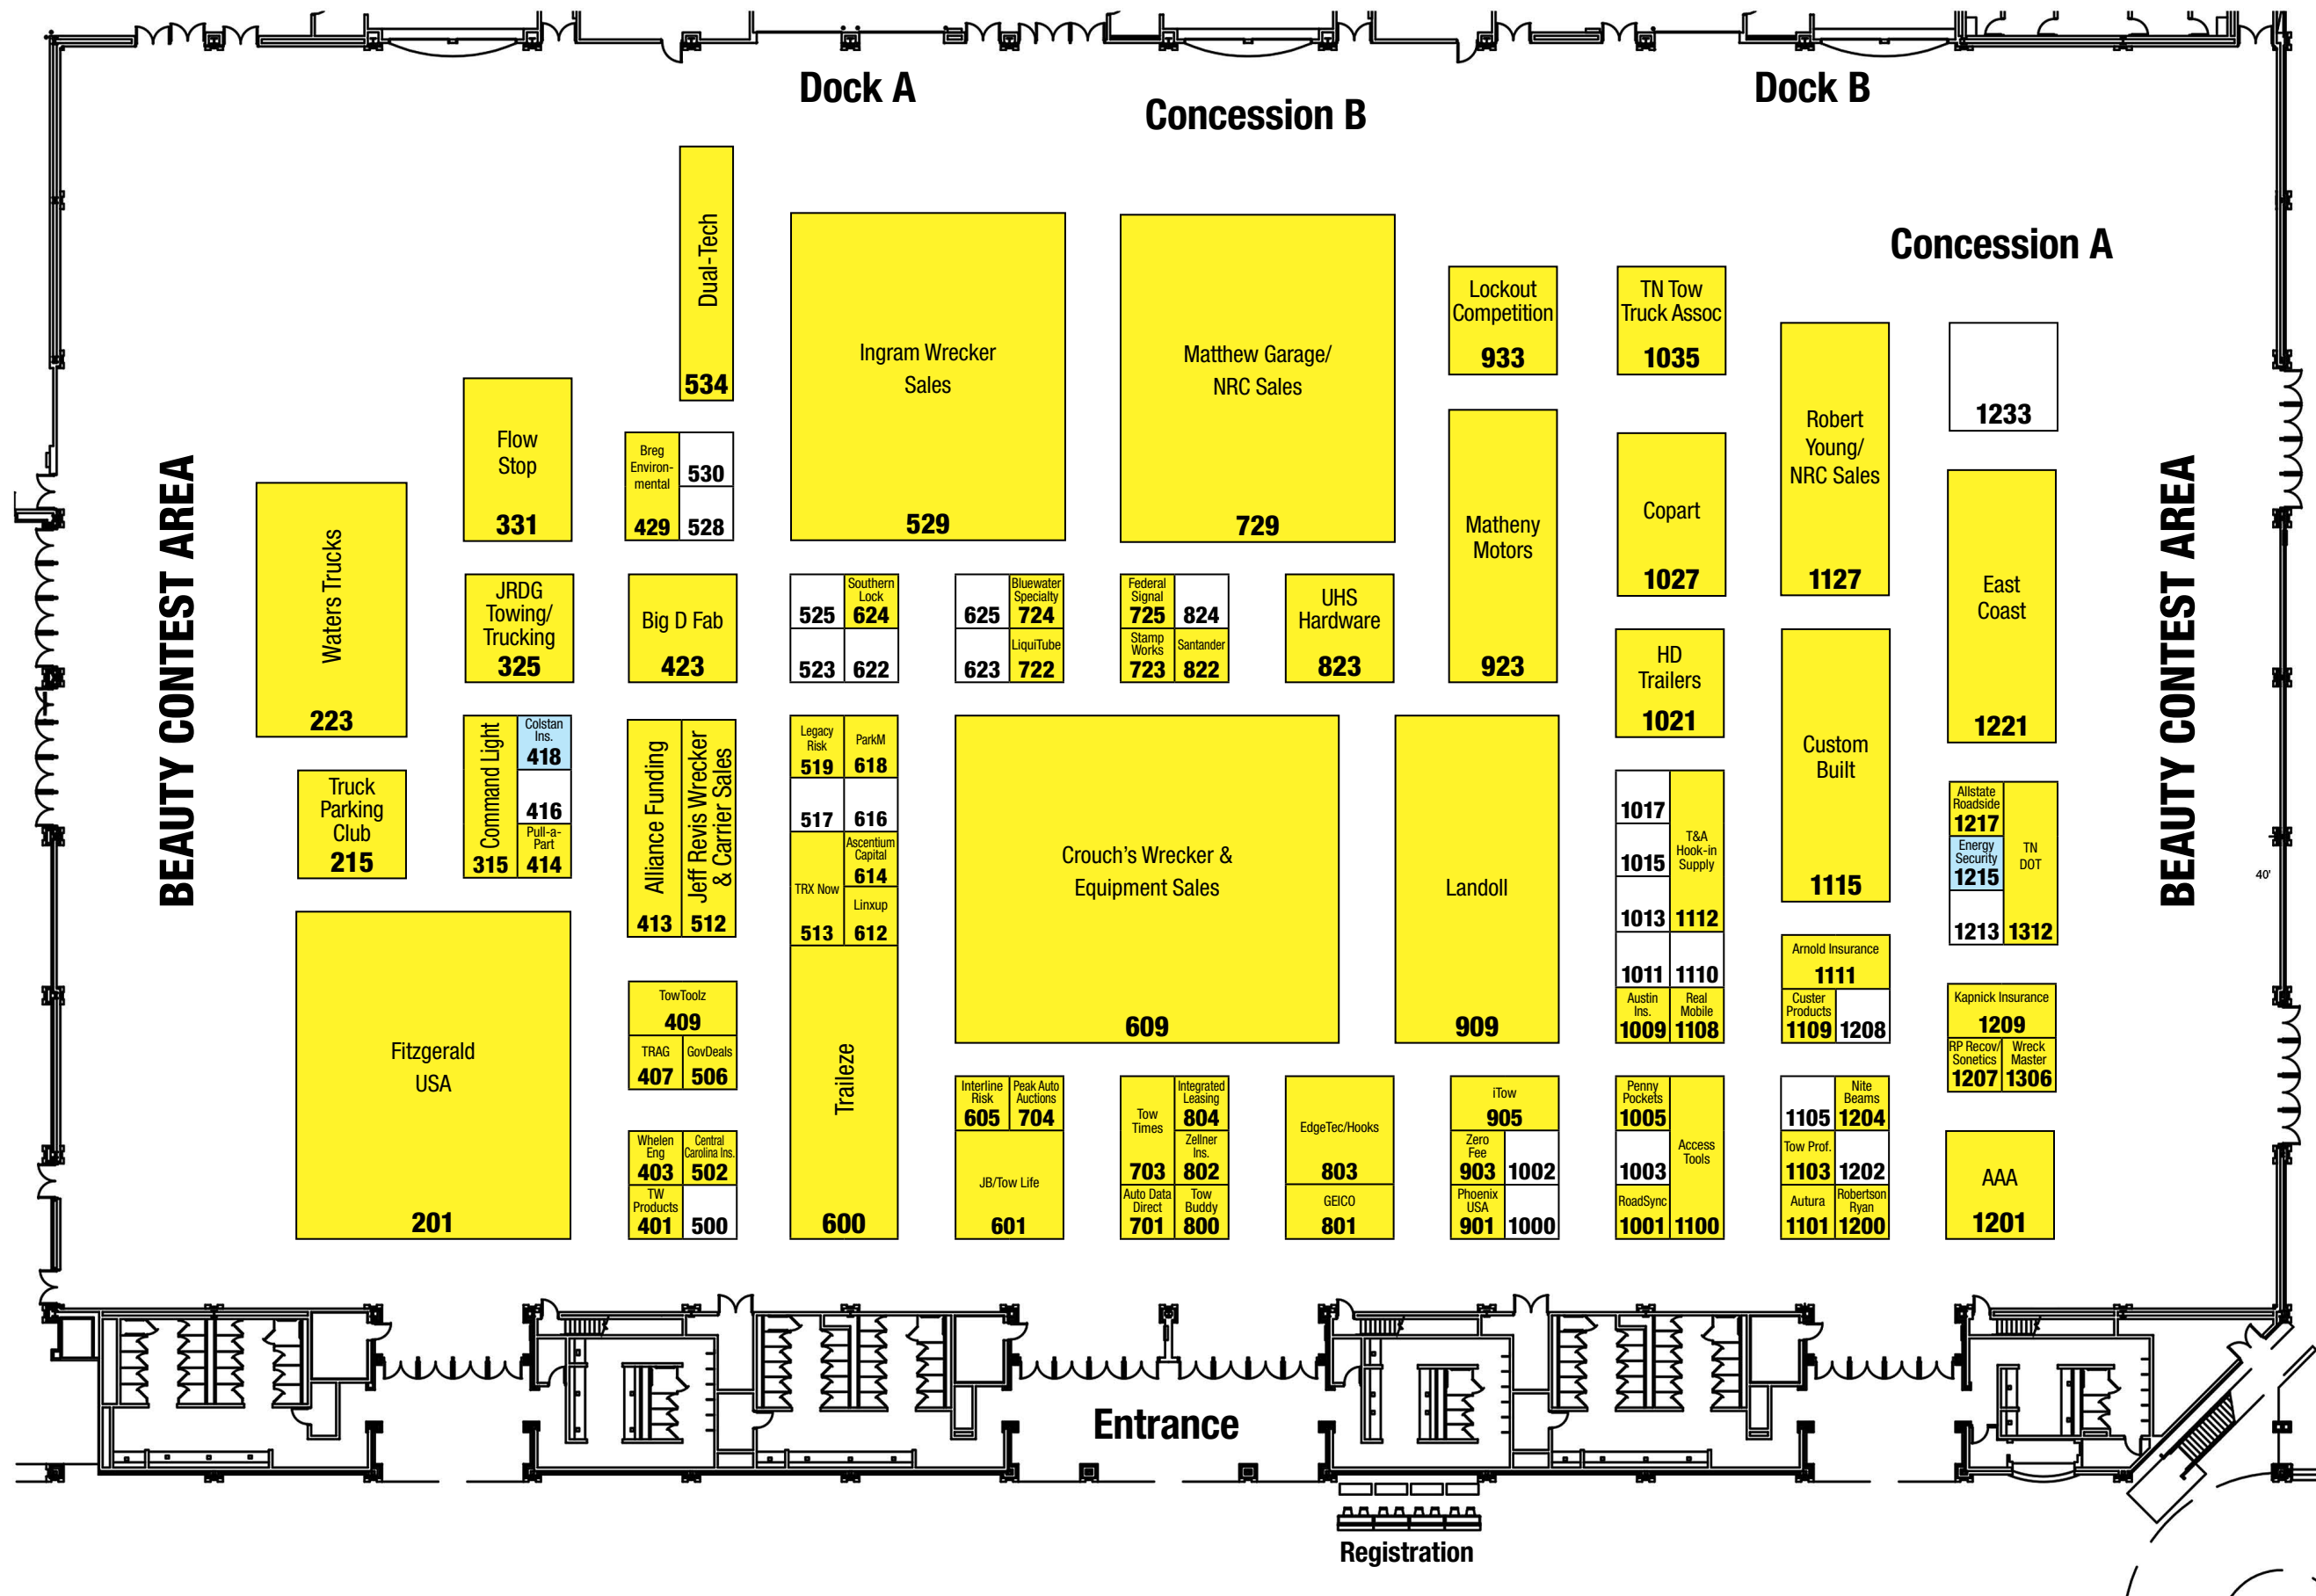 Dock A
Dock B
Concession B
Concession A
Dual-Tech
534
Ingram Wrecker
Sales
529
Matthew Garage/
NRC Sales
729
Lockout
Competition
933
TN Tow
Truck Assoc
1035
Robert
Young/
NRC Sales
1127
1233
Flow
Stop
331
Breg
Environ-
mental
429
530
528
Matheny
Motors
923
Copart
1027
East
Coast
1221
BEAUTY CONTEST AREA
Waters Trucks
223
JRDG
Towing/
Trucking
325
Big D Fab
423
525
Southern
Lock
624
523
622
625
Bluewater
Specialty
724
623
LiquiTube
722
Federal
Signal
725
824
Stamp
Works
723
Santander
822
UHS
Hardware
823
HD
Trailers
1021
Custom
Built
1115
BEAUTY CONTEST AREA
Truck
Parking
Club
215
Command Light
315
Colstan
Ins.
418
416
Pull-a-
Part
414
Alliance Funding
413
Jeff Revis Wrecker
& Carrier Sales
512
Legacy
Risk
519
ParkM
618
517
616
TRX Now
513
Ascentium
Capital
614
Linxup
612
Crouch's Wrecker &
Equipment Sales
609
Landoll
909
1017
1015
1013
T&A
Hook-in
Supply
1112
1011
1110
Austin
Ins.
1009
Real
Mobile
1108
Allstate
Roadside
1217
Energy
Security
1215
1213
TN
DOT
1312
40'
Arnold Insurance
1111
Custer
Products
1109
1208
Kapnick Insurance
1209
RP Recov/
Sonetics
1207
Wreck
Master
1306
Fitzgerald
USA
201
TowToolz
409
TRAG
407
GovDeals
506
Whelen
Eng
403
Central
Carolina Ins.
502
TW
Products
401
500
Traileze
600
Interline
Risk
605
Peak Auto
Auctions
704
JB/Tow Life
601
Tow
Times
703
Integrated
Leasing
804
Zellner
Ins.
802
Auto Data
Direct
701
Tow
Buddy
800
EdgeTec/Hooks
803
GEICO
801
iTow
905
Zero
Fee
903
1002
Phoenix
USA
901
1000
Penny
Pockets
1005
1003
RoadSync
1001
Access
Tools
1100
1105
Nite
Beams
1204
Tow Prof.
1103
1202
Autura
1101
Robertson
Ryan
1200
AAA
1201
Entrance
Registration